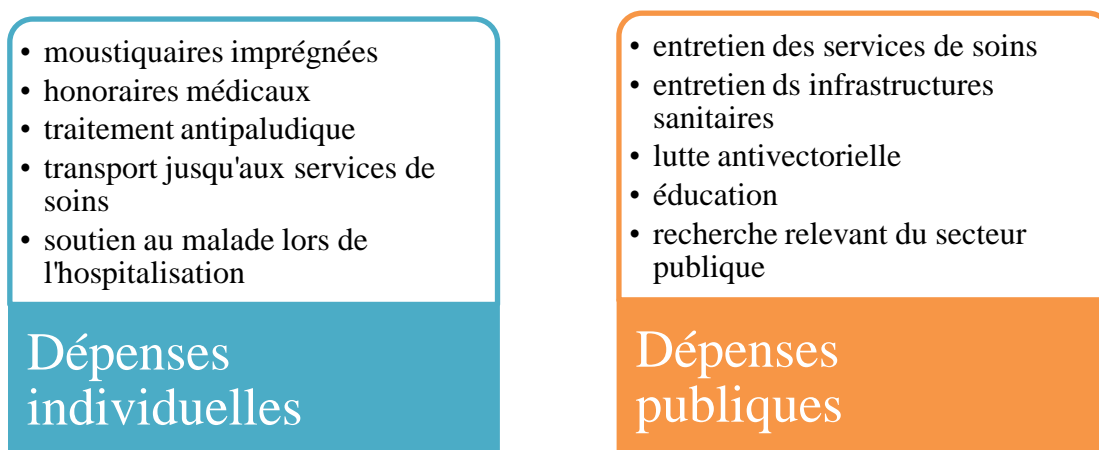 • moustiquaires imprégnées
• honoraires médicaux
• traitement antipaludique
• transport jusqu'aux services de
soins
• soutien au malade lors de
l'hospitalisation
Dépenses
individuelles
• entretien des services de soins
• entretien ds infrastructures
sanitaires
• lutte antivectorielle
• éducation
• recherche relevant du secteur
publique
Dépenses
publiques